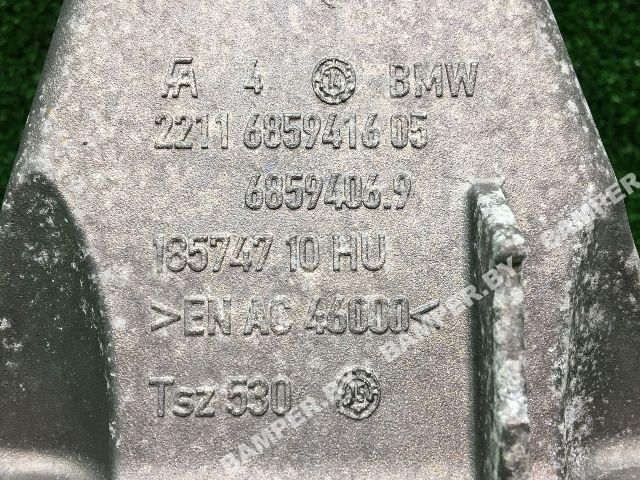 4 BMW
2211 6859416 05
6859406.9
185747 10 HU
>EN AC 46000<
Tsz 530
BAMPER.BY
BAMPER.BY
BAMPER.BY